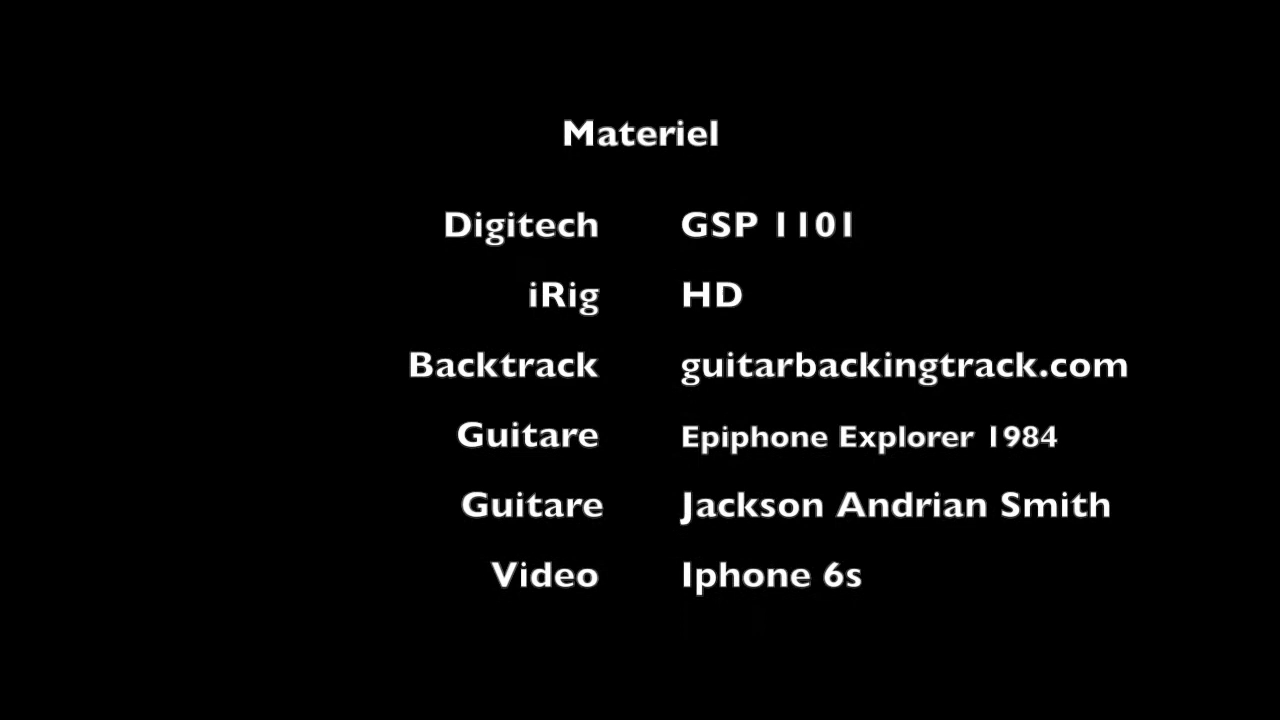 Materiel
Digitech GSP 1101
iRig HD
Backtrack guitarbackingtrack.com
Guitare Epiphone Explorer 1984
Guitare Jackson Andrian Smith
Video Iphone 6s